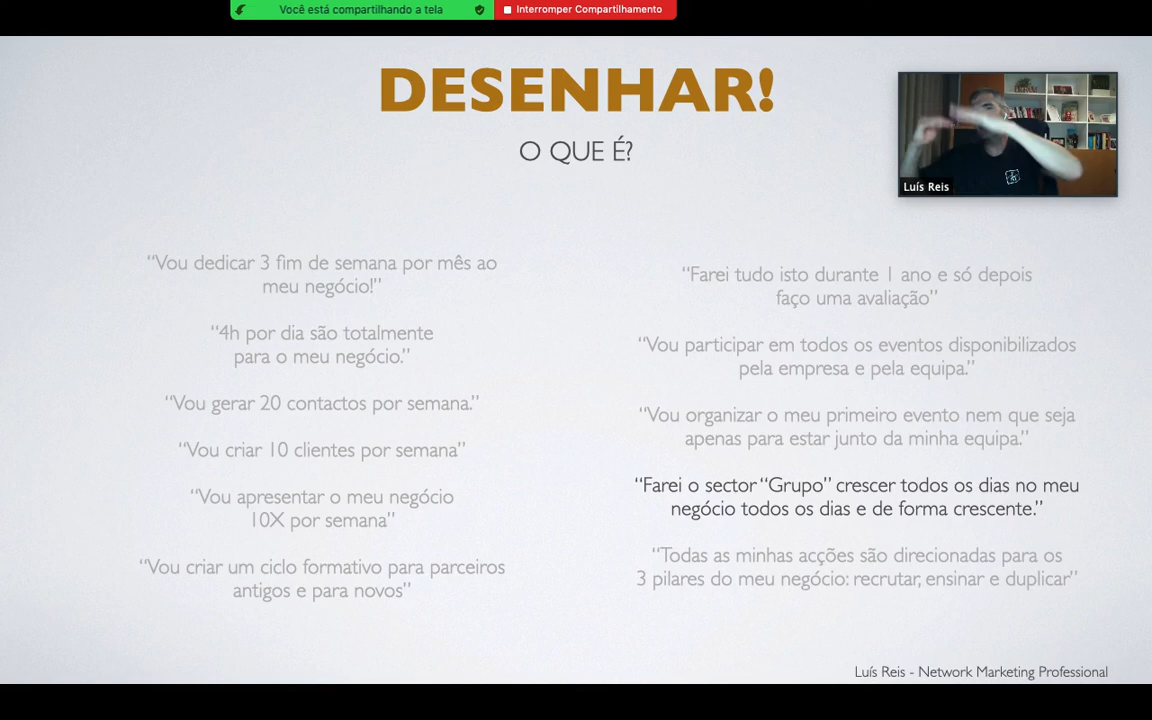 Você está compartilhando a tela
Interromper Compartilhamento
DESENHAR!
O QUE É?
Luís Reis
“Vou dedicar 3 fim de semana por mês ao
meu negócio!”
“4h por dia são totalmente
para o meu negócio.”
“Vou gerar 20 contactos por semana.”
“Vou criar 10 clientes por semana”
“Vou apresentar o meu negócio
10X por semana”
“Vou criar um ciclo formativo para parceiros
antigos e para novos”
“Farei tudo isto durante 1 ano e só depois
faço uma avaliação”
“Vou participar em todos os eventos disponibilizados
pela empresa e pela equipa.”
“Vou organizar o meu primeiro evento nem que seja
apenas para estar junto da minha equipa.”
“Farei o sector “Grupo” crescer todos os dias no meu
negócio todos os dias e de forma crescente.”
“Todas as minhas acções são direcionadas para os
3 pilares do meu negócio: recrutar, ensinar e duplicar”
Luís Reis - Network Marketing Professional